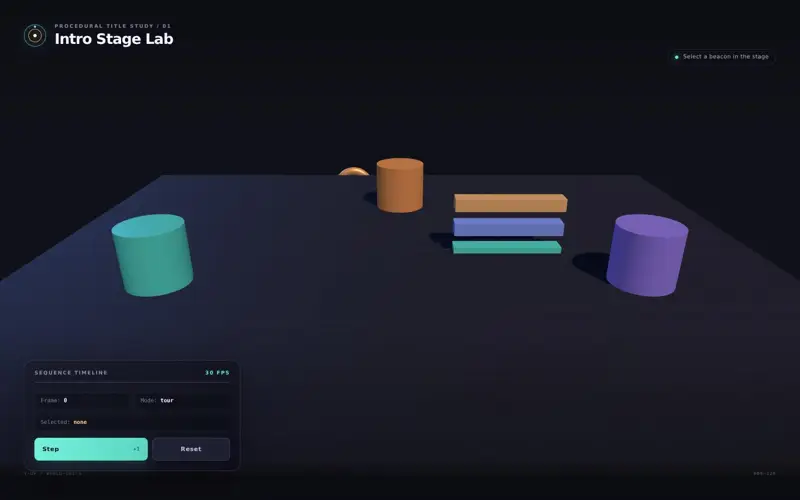 PROCEDURAL TITLE STUDY / 01
Intro Stage Lab
Select a beacon in the stage
SEQUENCE TIMELINE
30 FPS
Frame: 0
Mode: tour
Selected: none
Step
+1
Reset